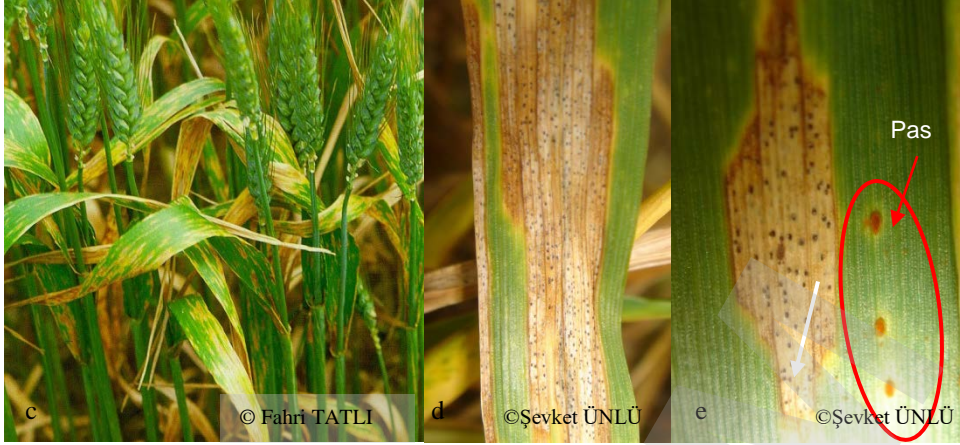 Pas
c
© Fahri TATLI
d
©Şevket ÜNLÜ
e
©Şevket ÜNLÜ